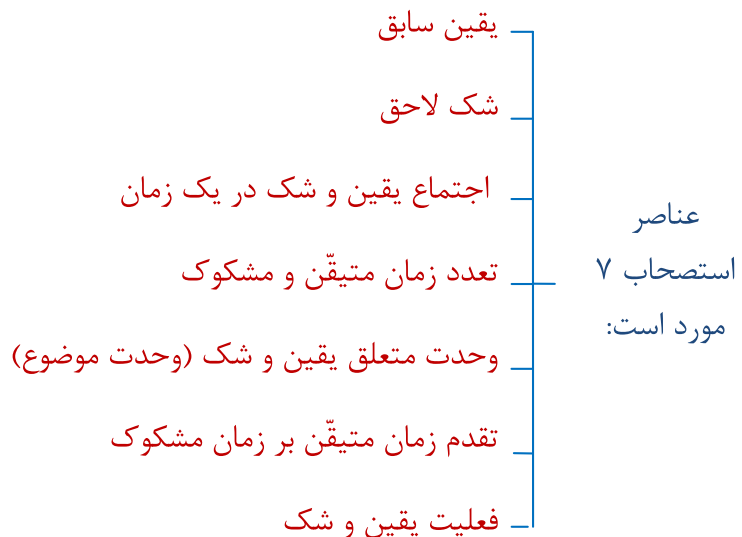 عناصر
استصحاب ۷
مورد است:
یقین سابق
شک لاحق
اجتماع یقین و شک در یک زمان
تعدد زمان متیقّن و مشکوک
وحدت متعلق یقین و شک (وحدت موضوع)
تقدم زمان متیقّن بر زمان مشکوک
فعلیت یقین و شک